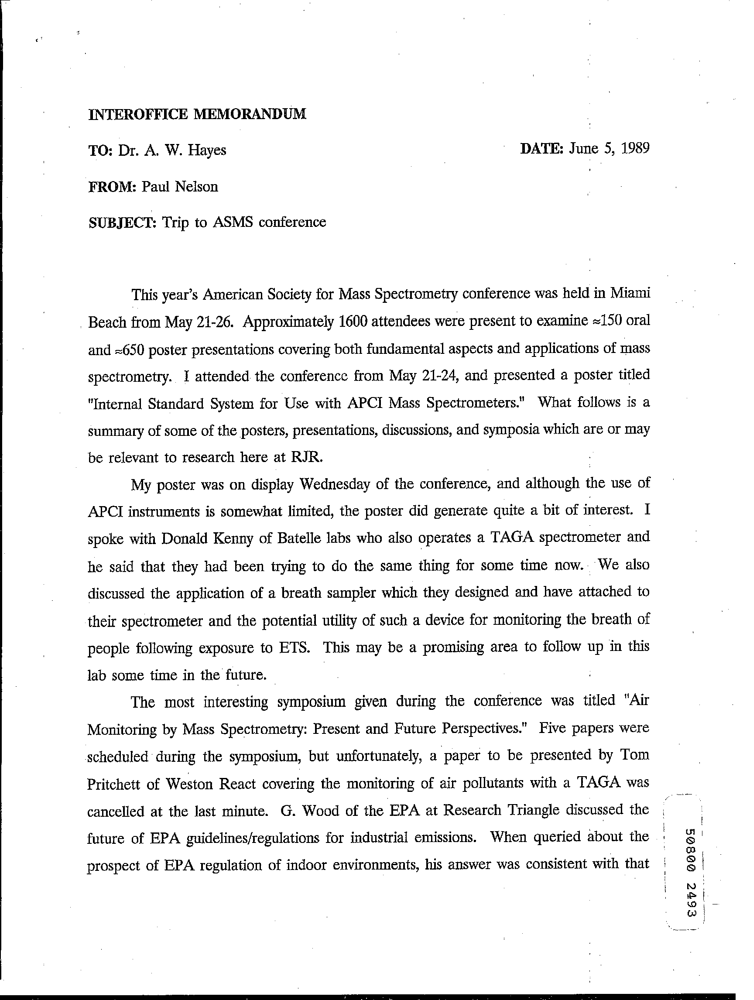 INTEROFFICE MEMORANDUM
TO: Dr. A. W. Hayes DATE: June 5, 1989
FROM: Paul Nelson
SUBJECT: Trip to ASMS conference
This year's American Society for Mass Spectrometry conference was held in Miami
Beach from May 21-26. Approximately 1600 attendees were present to examine ≈150 oral
and ≈650 poster presentations covering both fundamental aspects and applications of mass
spectrometry. I attended the conference from May 21-24, and presented a poster titled
"Internal Standard System for Use with APCI Mass Spectrometers." What follows is a
summary of some of the posters, presentations, discussions, and symposia which are or may
be relevant to research here at RJR.
My poster was on display Wednesday of the conference, and although the use of
APCI instruments is somewhat limited, the poster did generate quite a bit of interest. I
spoke with Donald Kenny of Batelle labs who also operates a TAGA spectrometer and
he said that they had been trying to do the same thing for some time now. We also
discussed the application of a breath sampler which they designed and have attached to
their spectrometer and the potential utility of such a device for monitoring the breath of
people following exposure to ETS. This may be a promising area to follow up in this
lab some time in the future.
The most interesting symposium given during the conference was titled "Air
Monitoring by Mass Spectrometry: Present and Future Perspectives." Five papers were
scheduled during the symposium, but unfortunately, a paper to be presented by Tom
Pritchett of Weston React covering the monitoring of air pollutants with a TAGA was
cancelled at the last minute. G. Wood of the EPA at Research Triangle discussed the
future of EPA guidelines/regulations for industrial emissions. When queried about the
prospect of EPA regulation of indoor environments, his answer was consistent with that
50800 2493